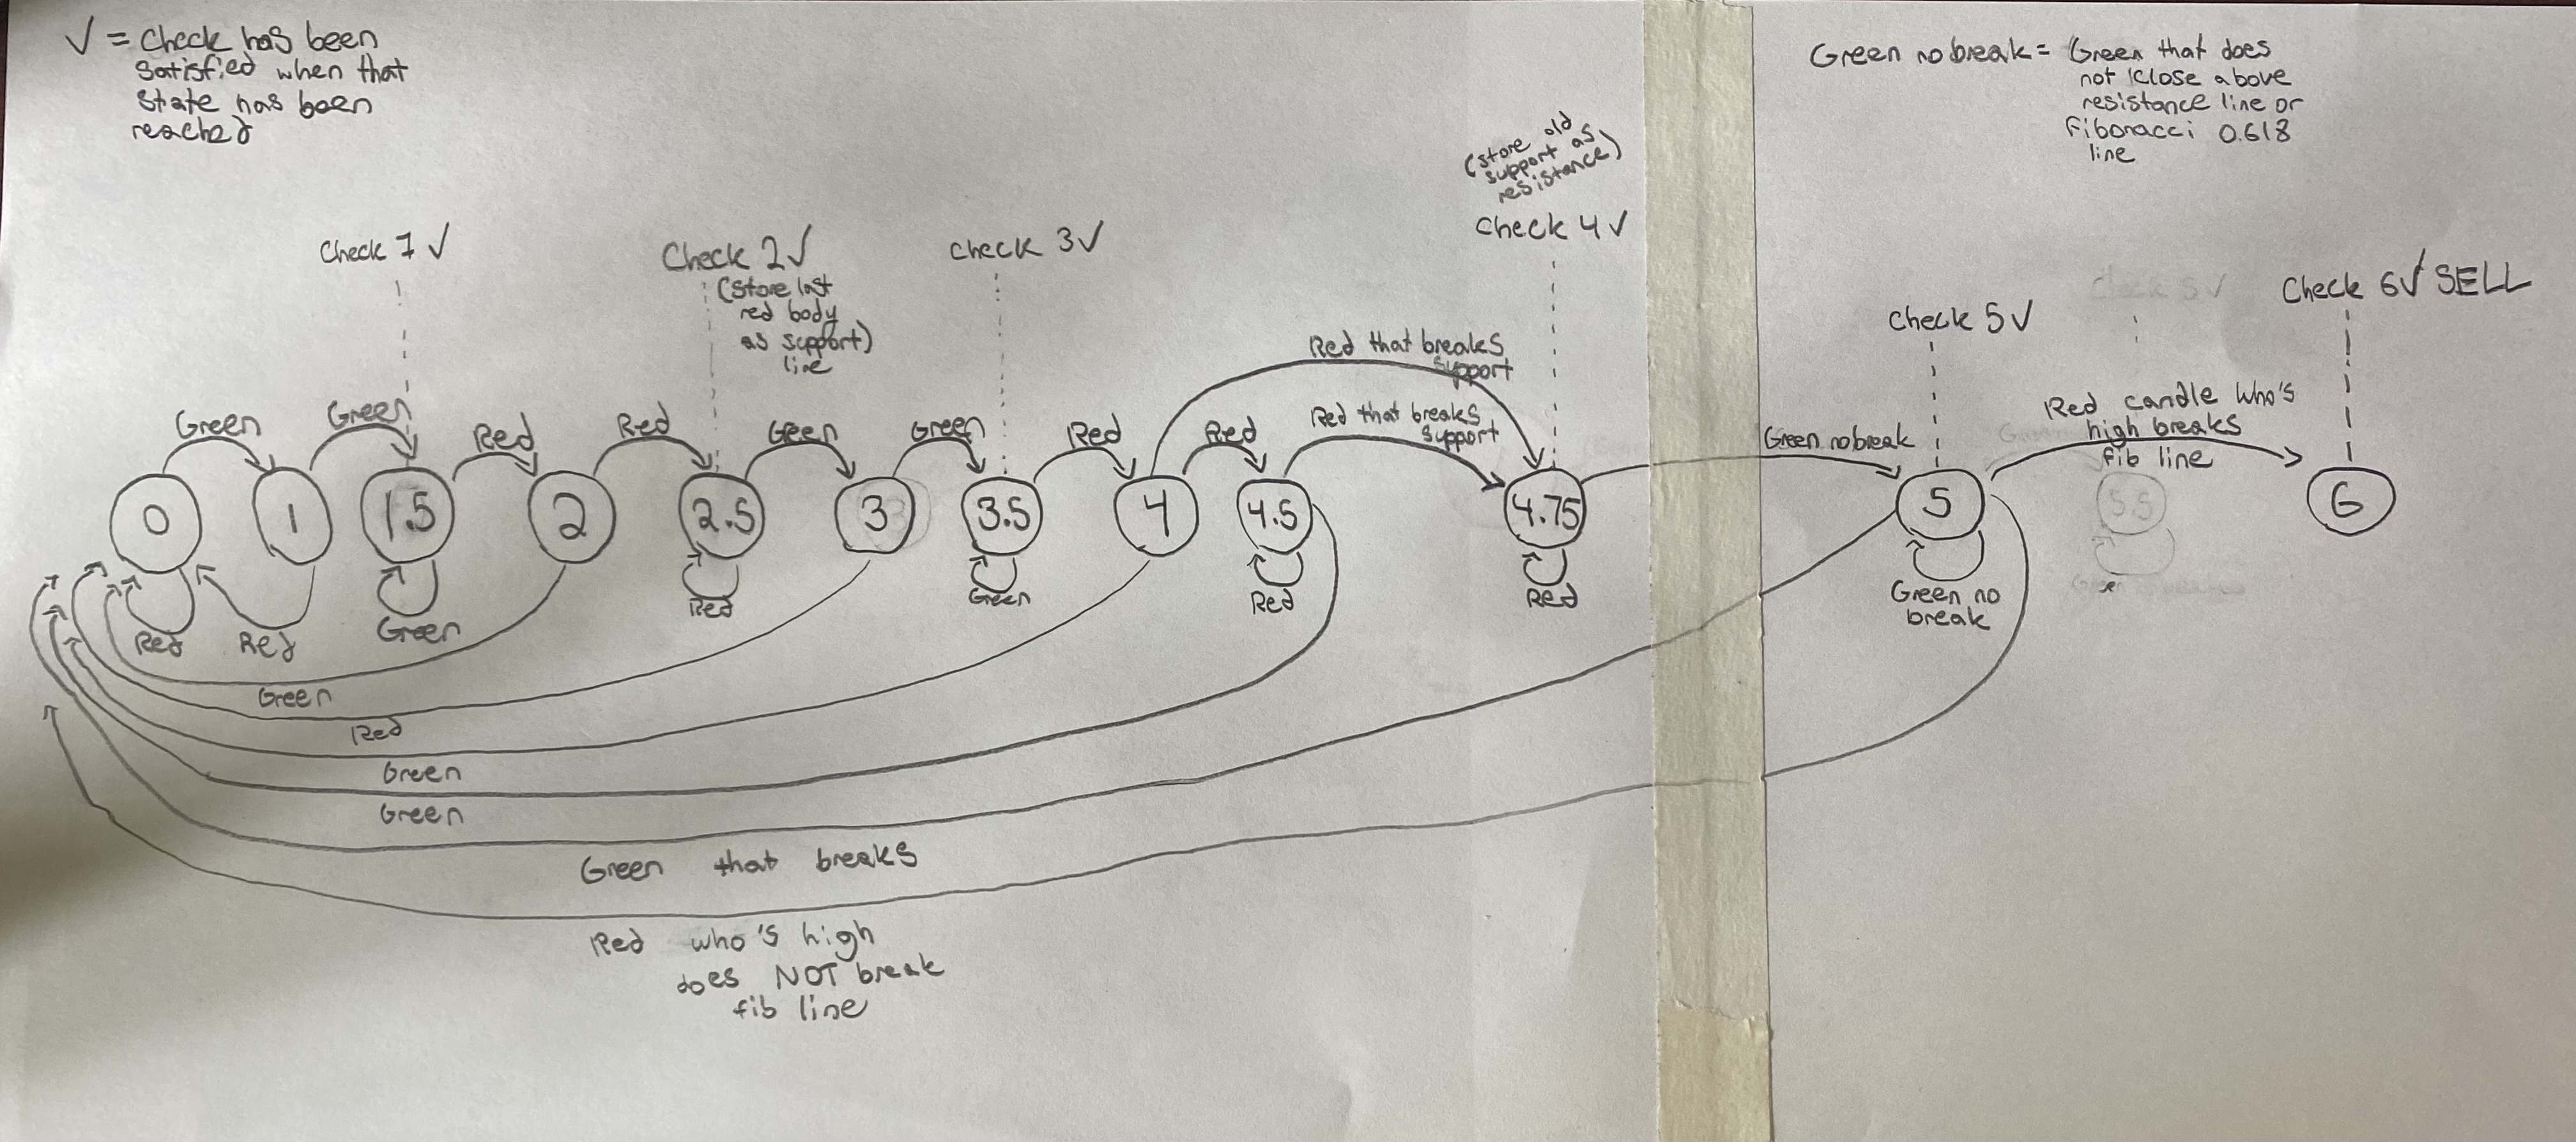 √ = Check has been
satisfied when that
state has been
reached
Green no break = Green that does
not close above
resistance line or
Fibonacci 0.618
line
(store old
support as
resistance)
Check 1 √
Check 2 √
(store last
red body
as support)
line
Check 3 √
Check 4 √
Check 5 √
Check 5 √
Check 6 √ SELL
Red that breaks
support
Green
Green
Red
Red
Green
Green
Red
Red
Red that breaks
support
Green no break
Red candle who's
high breaks
fib line
0
1
1.5
2
2.5
3
3.5
4
4.5
4.75
5
5.5
6
Red
Red
Green
Red
Green
Red
Red
Green no
break
Green
Red
Green
Green
Green that breaks
Red who's high
does NOT break
fib line